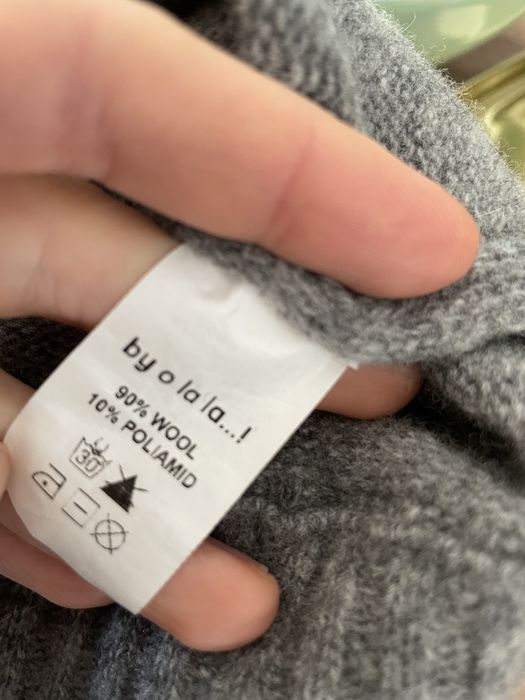 by o la la...!
90% WOOL
10% POLIAMID
30°